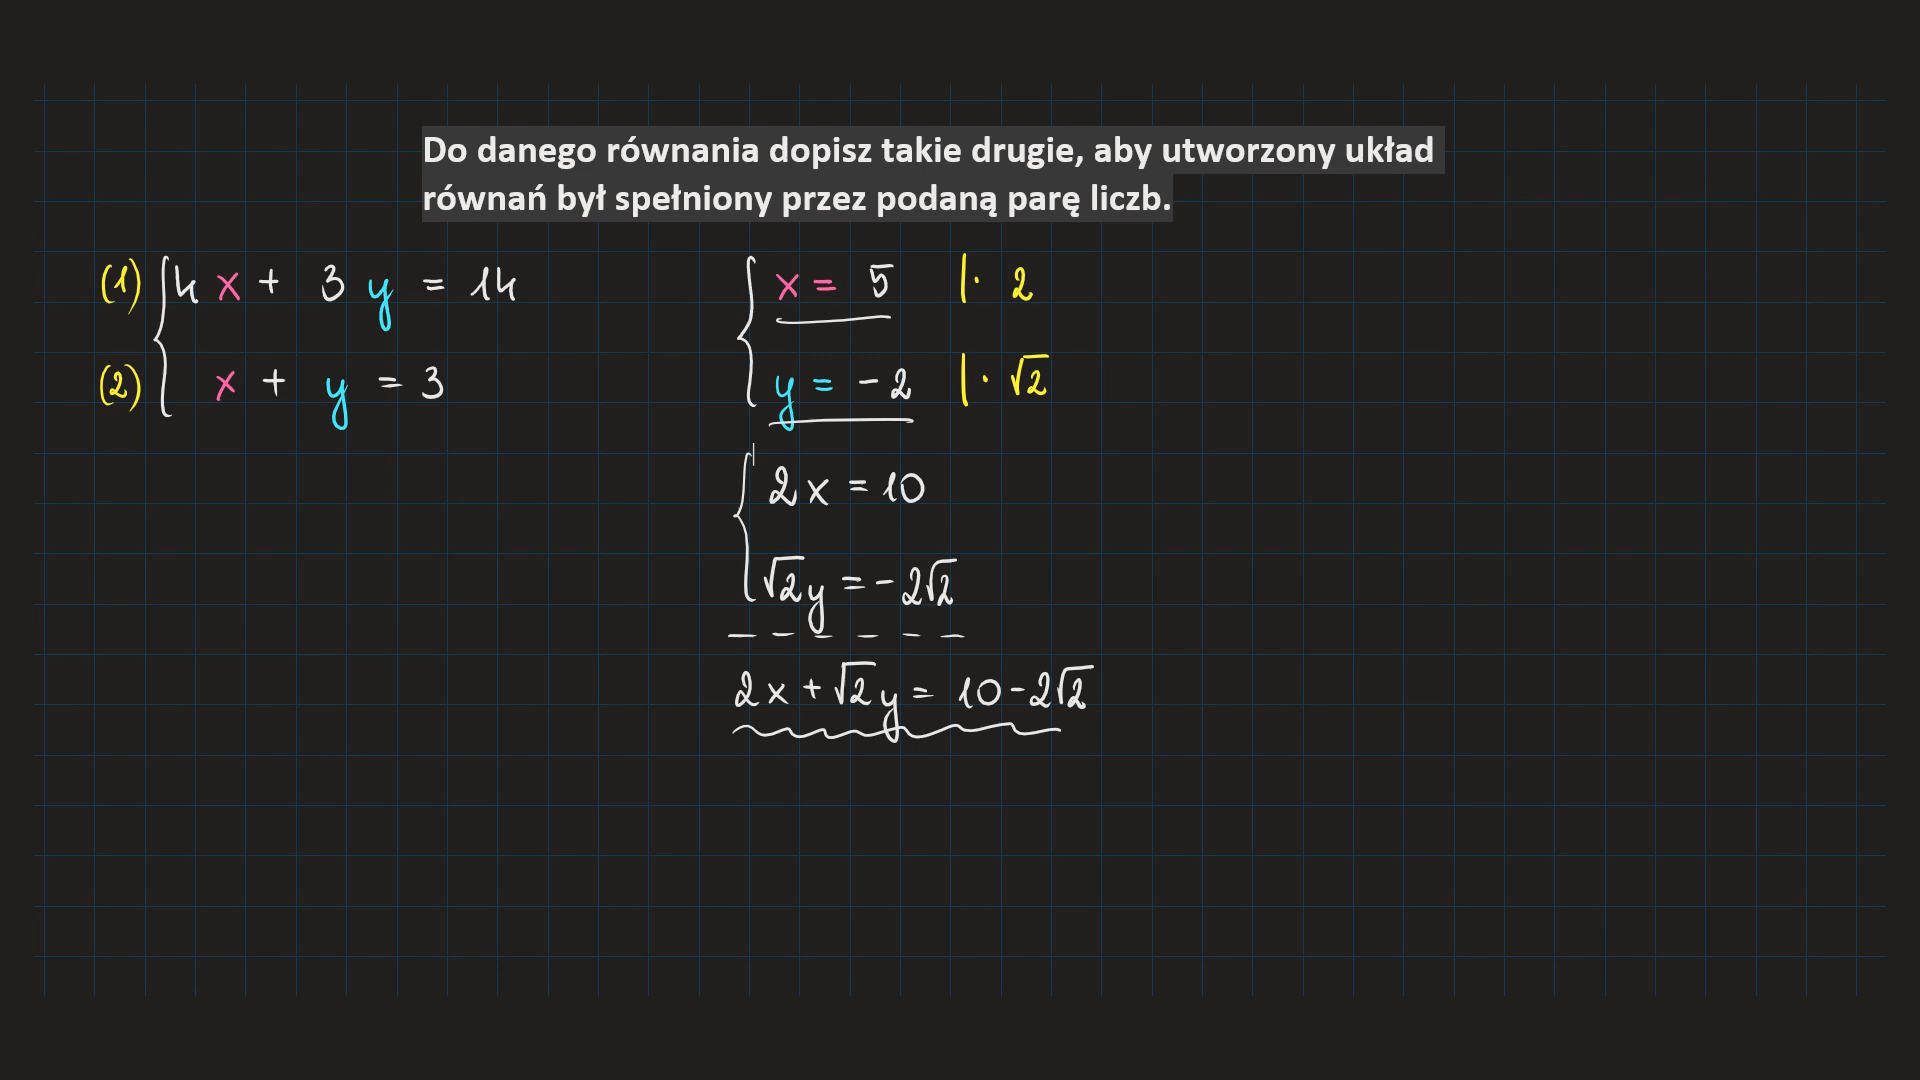 Do danego równania dopisz takie drugie, aby utworzony układ
równań był spełniony przez podaną parę liczb.
(1) 4x + 3y = 14
(2) x + y = 3
x = 5 |· 2
y = -2 |· √2
2x = 10
√2y = -2√2
2x + √2y = 10 - 2√2